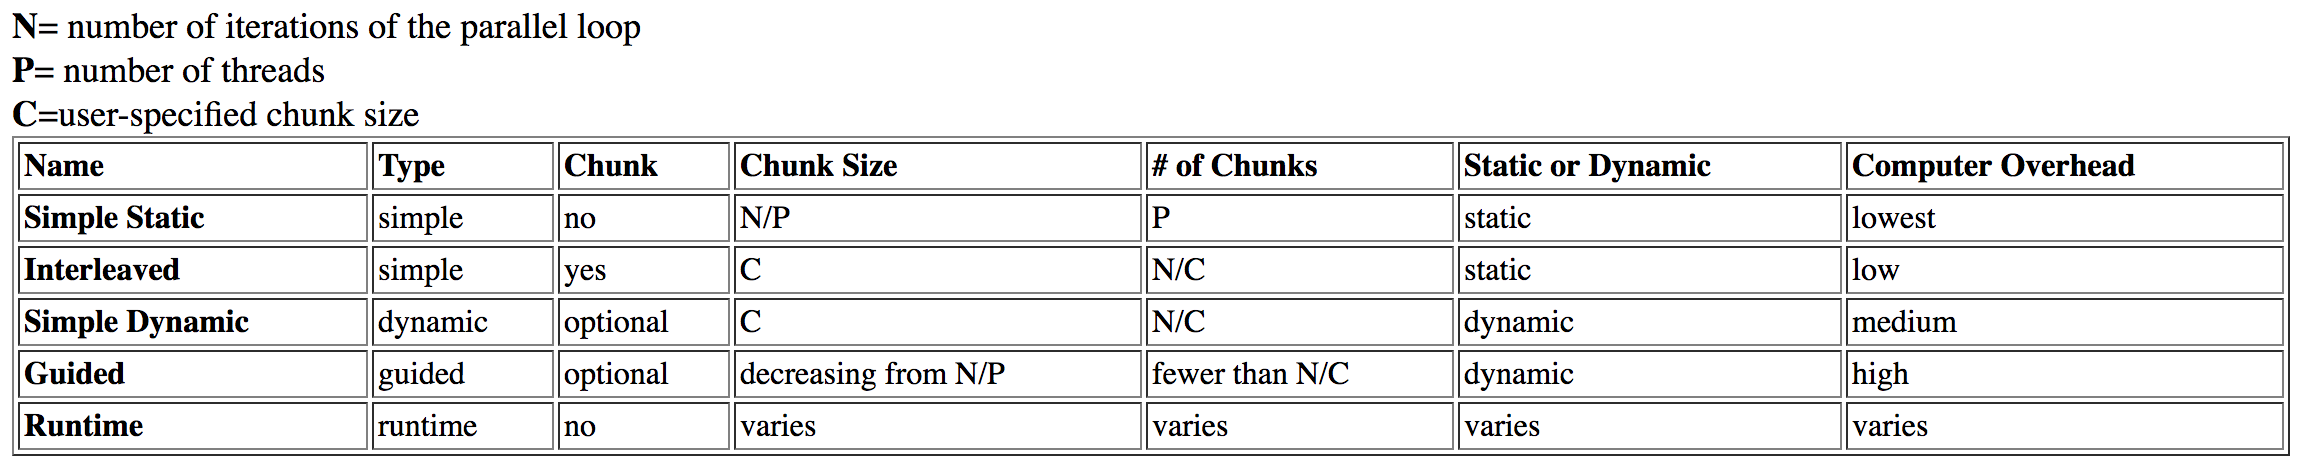 N= number of iterations of the parallel loop
P= number of threads
C=user-specified chunk size
Name Type Chunk Chunk Size # of Chunks Static or Dynamic Computer Overhead
Simple Static simple no N/P P static lowest
Interleaved simple yes C N/C static low
Simple Dynamic dynamic optional C N/C dynamic medium
Guided guided optional decreasing from N/P fewer than N/C dynamic high
Runtime runtime no varies varies varies varies